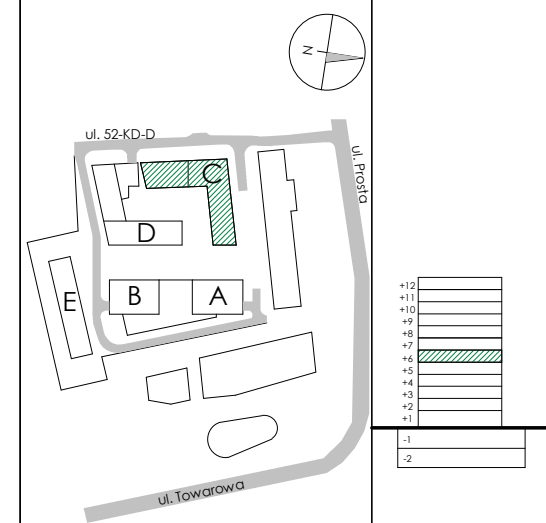 N
ul. 52-KD-D
C
ul. Prosta
D
E
B
A
ul. Towarowa
+12
+11
+10
+9
+8
+7
+6
+5
+4
+3
+2
+1
-1
-2